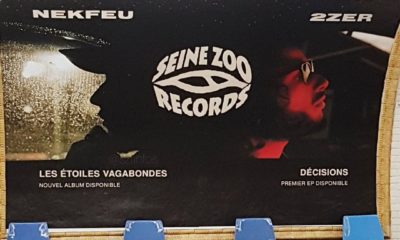 NEKFEU
2ZER
SEINE ZOO
RECORDS
LES ÉTOILES VAGABONDES
NOUVEL ALBUM DISPONIBLE
DÉCISIONS
PREMIER EP DISPONIBLE